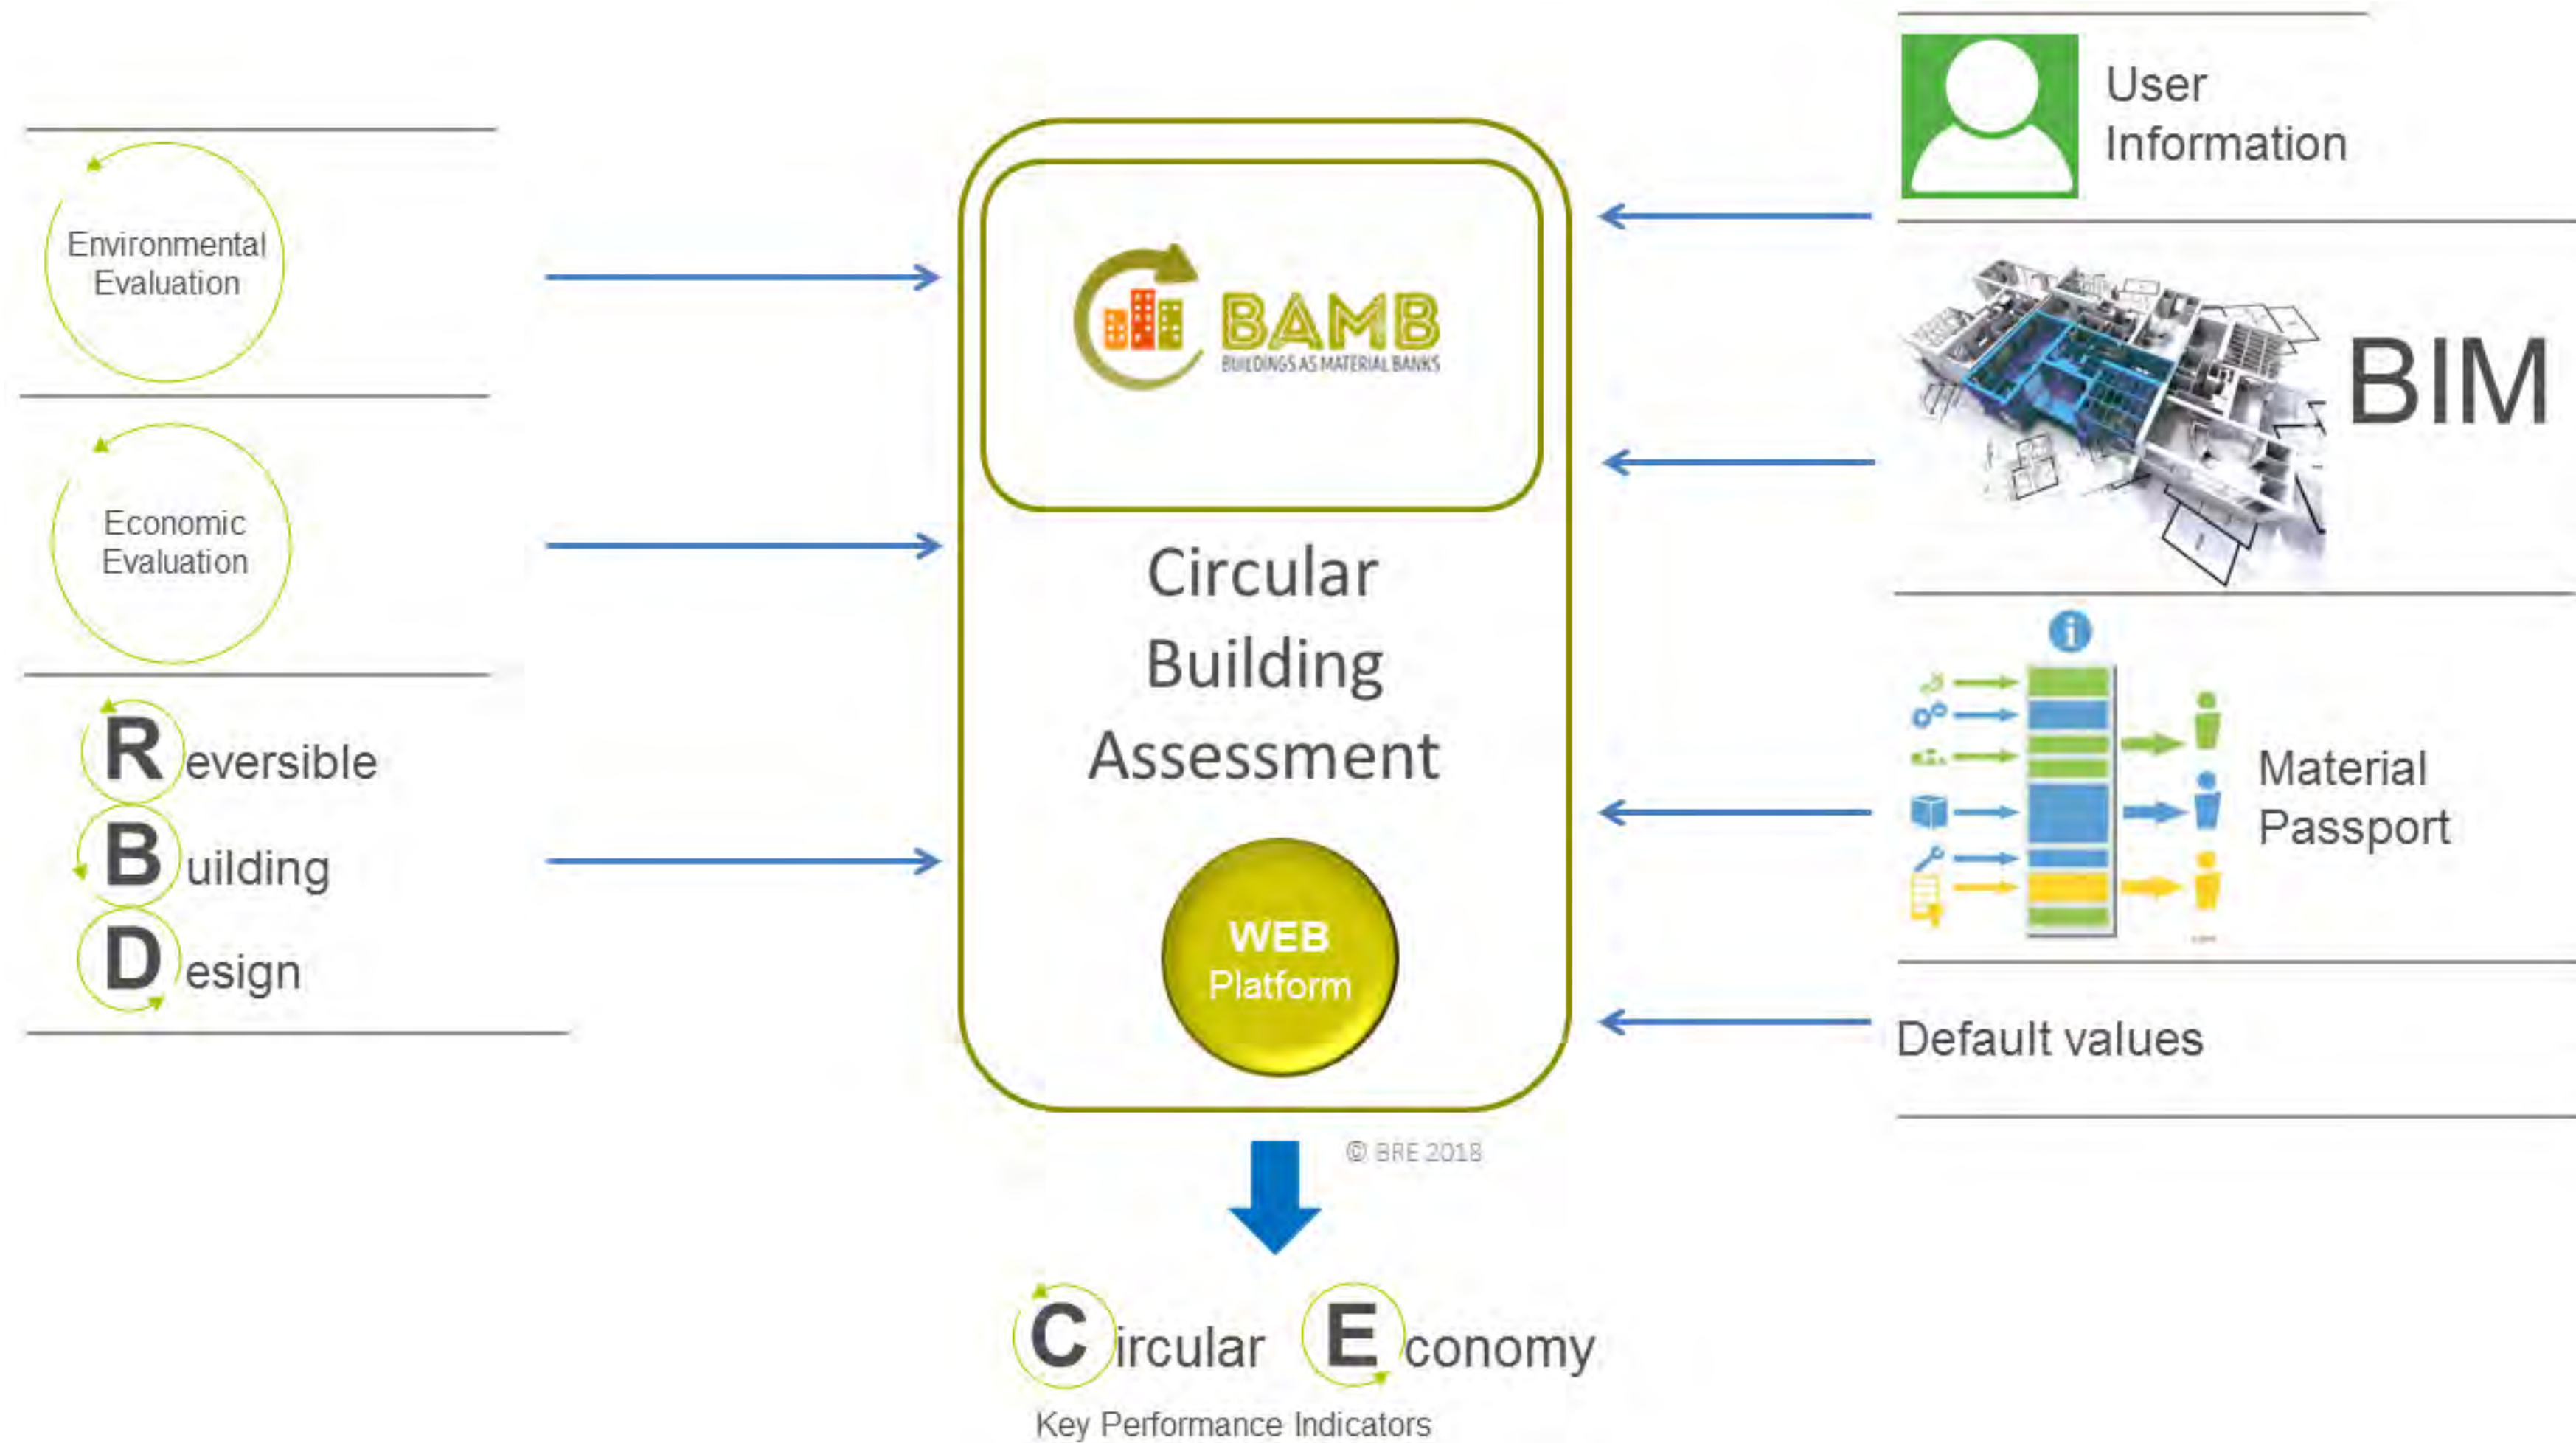 Environmental
Evaluation
Economic
Evaluation
Reversible
Building
Design
BAMB
BUILDINGS AS MATERIAL BANKS
Circular
Building
Assessment
WEB
Platform
© BRE 2018
Circular Economy
Key Performance Indicators
User
Information
BIM
Material
Passport
Default values